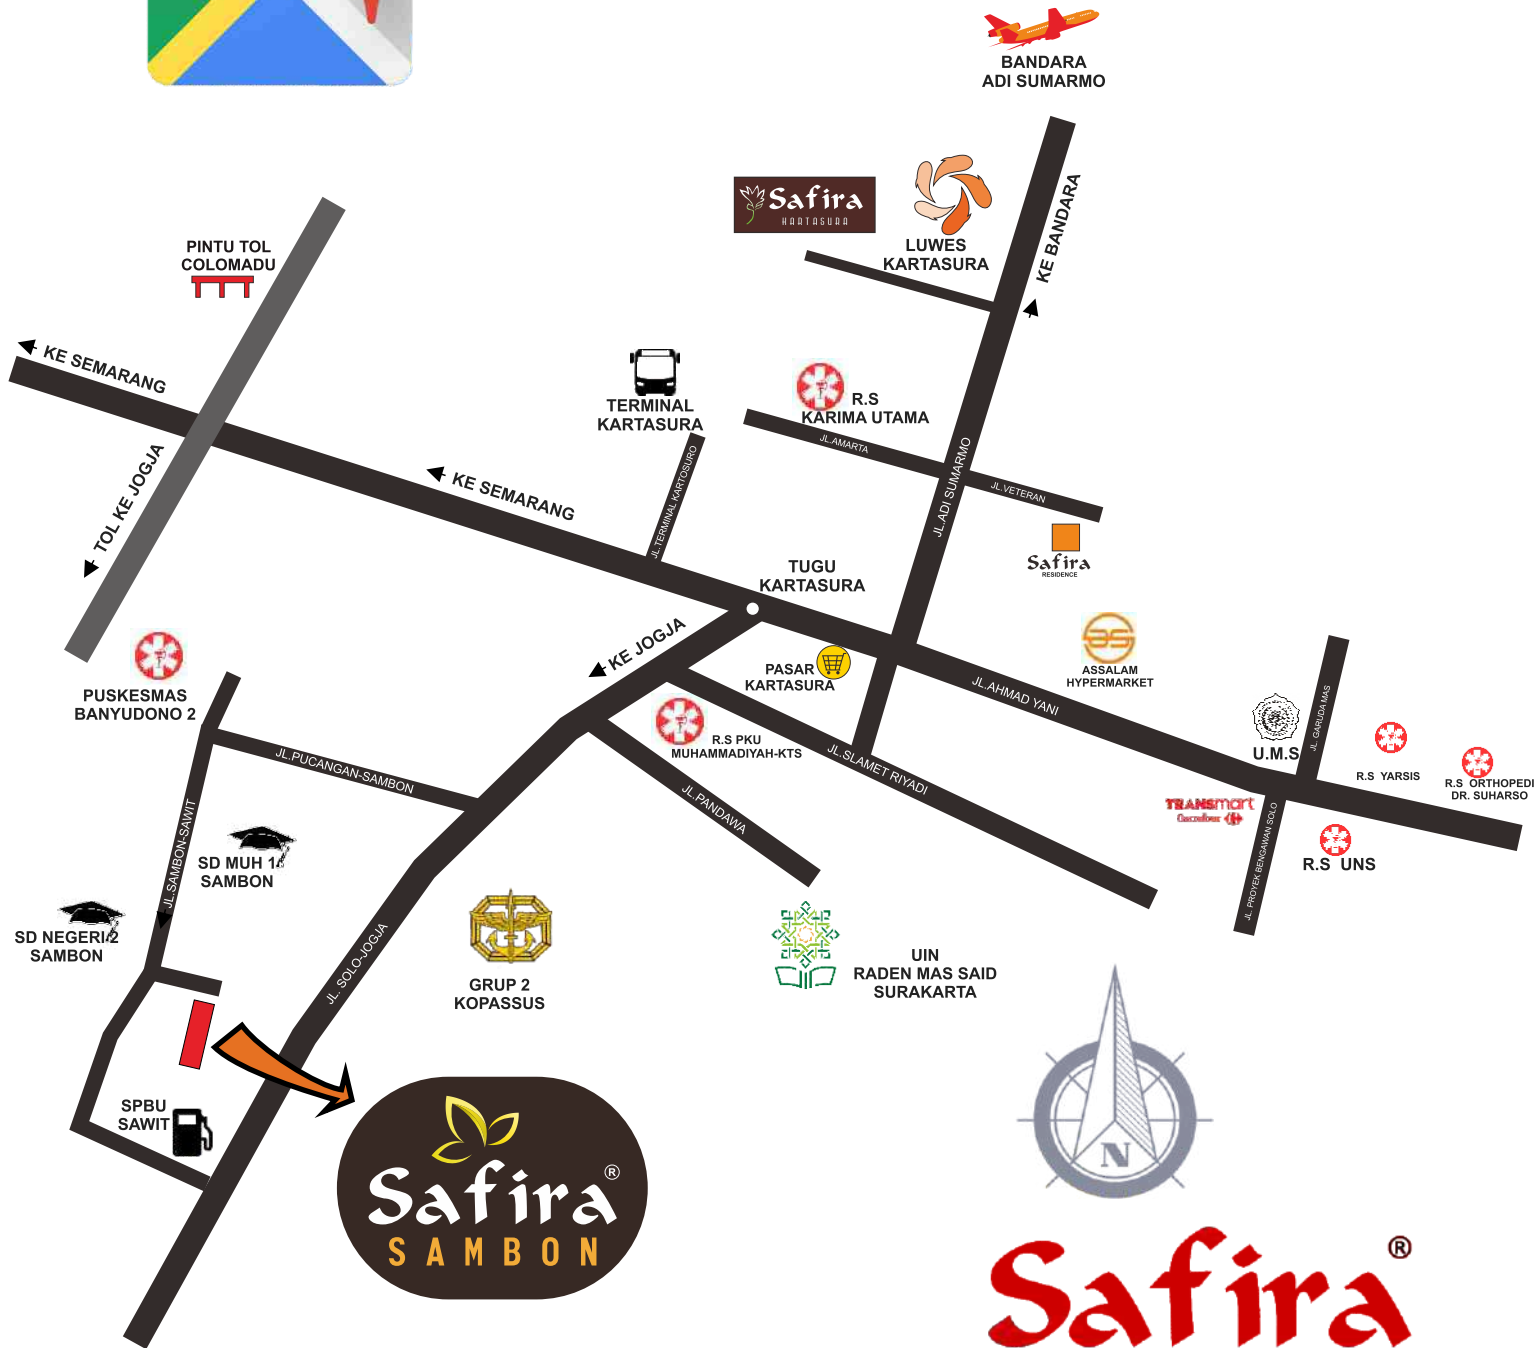 BANDARA
ADI SUMARMO
KE BANDARA
Safira
KARTASURA
LUWES
KARTASURA
PINTU TOL
COLOMADU
KE SEMARANG
TOL KE JOGJA
TERMINAL
KARTASURA
R.S
KARIMA UTAMA
JL.AMARTA
JL.VETERAN
JL.ADI SUMARMO
JL.TERMINAL KARTOSURO
KE SEMARANG
Safira
RESIDENCE
TUGU
KARTASURA
KE JOGJA
PASAR
KARTASURA
ASSALAM
HYPERMARKET
JL.AHMAD YANI
PUSKESMAS
BANYUDONO 2
R.S PKU
MUHAMMADIYAH-KTS
JL.SLAMET RIYADI
U.M.S
JL. GARUDA MAS
R.S YARSIS
R.S ORTHOPEDI
DR. SUHARSO
JL.PUCANGAN-SAMBON
JL.PANDAWA
TRANSmart
Carrefour
JL. PROYEK BENGAWAN SOLO
R.S UNS
JL.SAMBON-SAWIT
SD MUH 14
SAMBON
SD NEGERI 2
SAMBON
JL. SOLO-JOGJA
GRUP 2
KOPASSUS
UIN
RADEN MAS SAID
SURAKARTA
SPBU
SAWIT
Safira®
SAMBON
N
Safira®